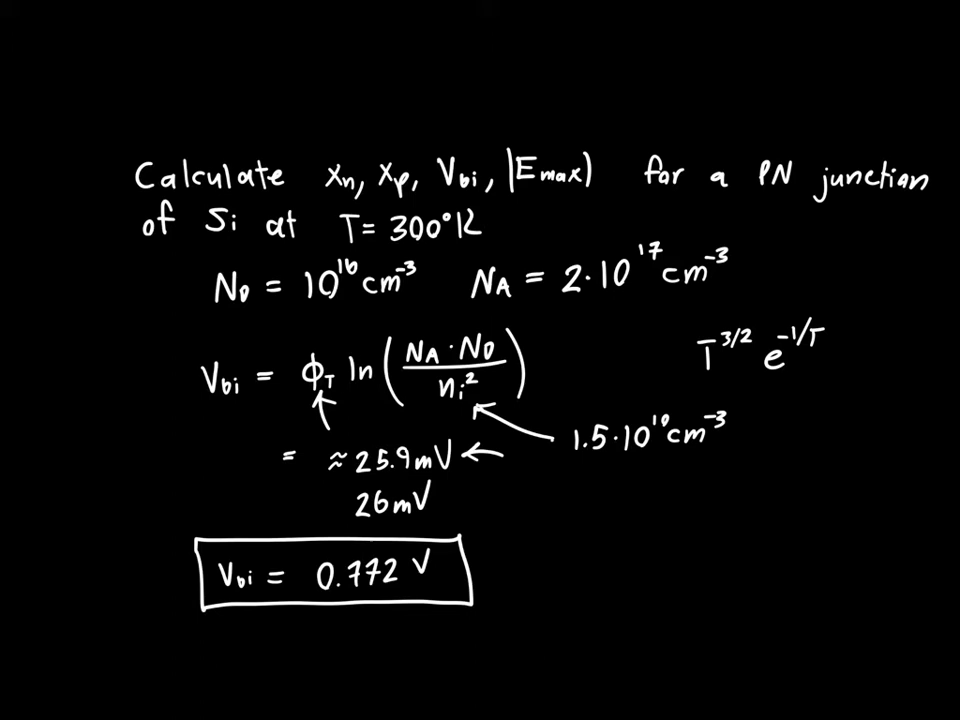 Calculate xn, xp, Vbi, |Emax| for a PN junction
of Si at T = 300°K
ND = 10^16 cm^-3 NA = 2·10^17 cm^-3
Vbi = ϕT ln(NA·ND / ni^2)
T^3/2 e^-1/T
1.5·10^10 cm^-3
= ≈25.9mV
26mV
Vbi = 0.772 V